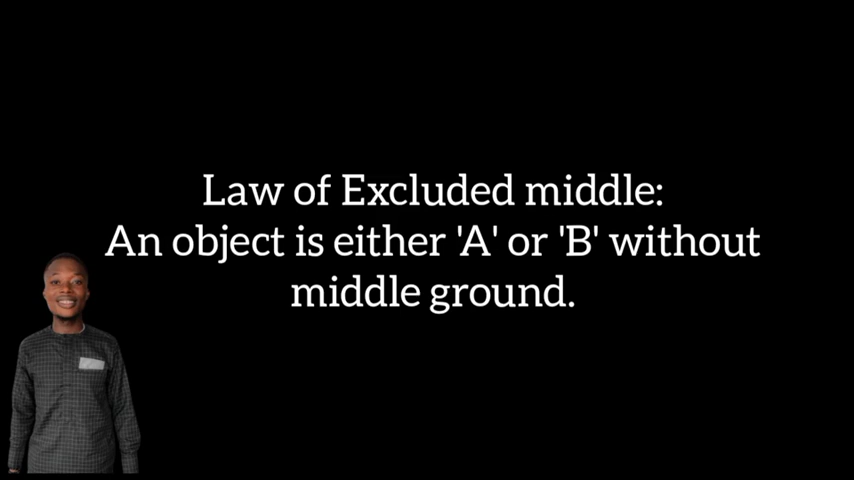 Law of Excluded middle:
An object is either 'A' or 'B' without
middle ground.